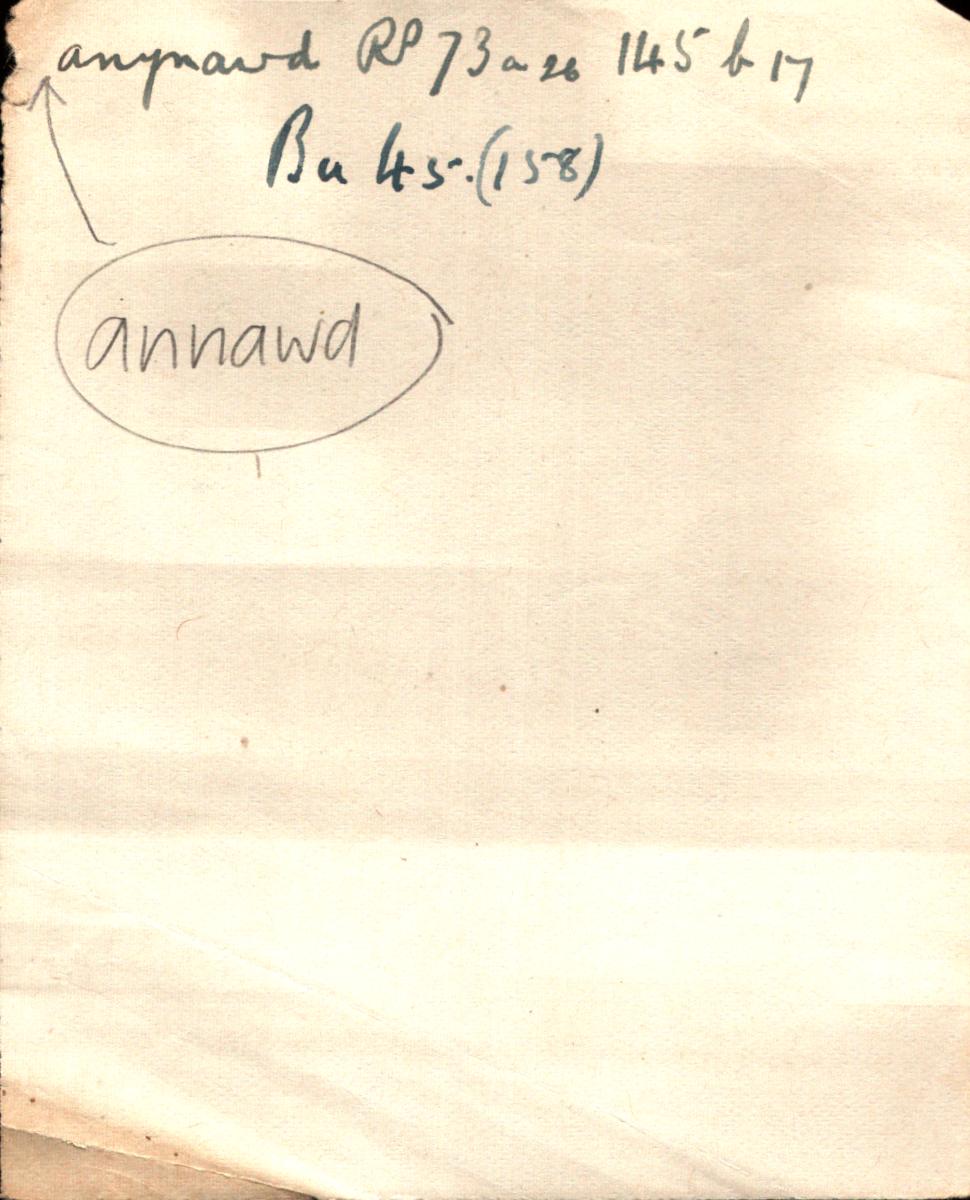 anynawd RP 73 a 26 145 b 17
Bu 45. (158)
annawd